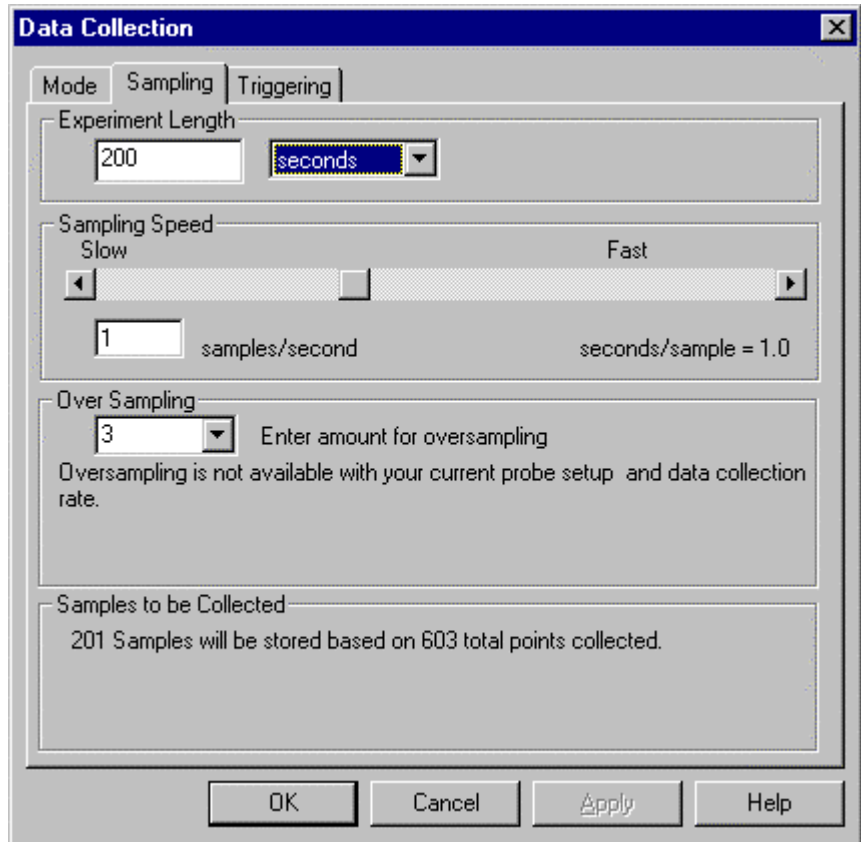 Data Collection
Mode Sampling Triggering
Experiment Length
200 seconds
Sampling Speed
Slow Fast
1 samples/second seconds/sample = 1.0
Over Sampling
3 Enter amount for oversampling
Oversampling is not available with your current probe setup and data collection
rate.
Samples to be Collected
201 Samples will be stored based on 603 total points collected.
OK Cancel Apply Help